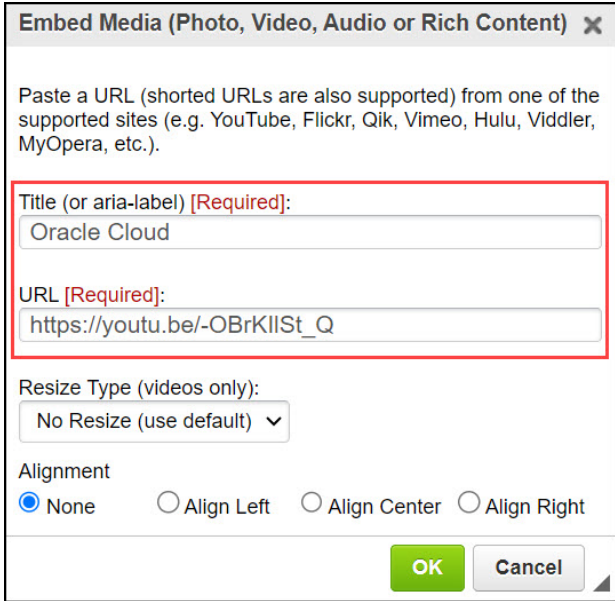 Embed Media (Photo, Video, Audio or Rich Content)
Paste a URL (shorted URLs are also supported) from one of the
supported sites (e.g. YouTube, Flickr, Qik, Vimeo, Hulu, Viddler,
MyOpera, etc.).
Title (or aria-label) [Required]:
Oracle Cloud
URL [Required]:
https://youtu.be/-OBrKIlSt_Q
Resize Type (videos only):
No Resize (use default)
Alignment
None Align Left Align Center Align Right
OK Cancel